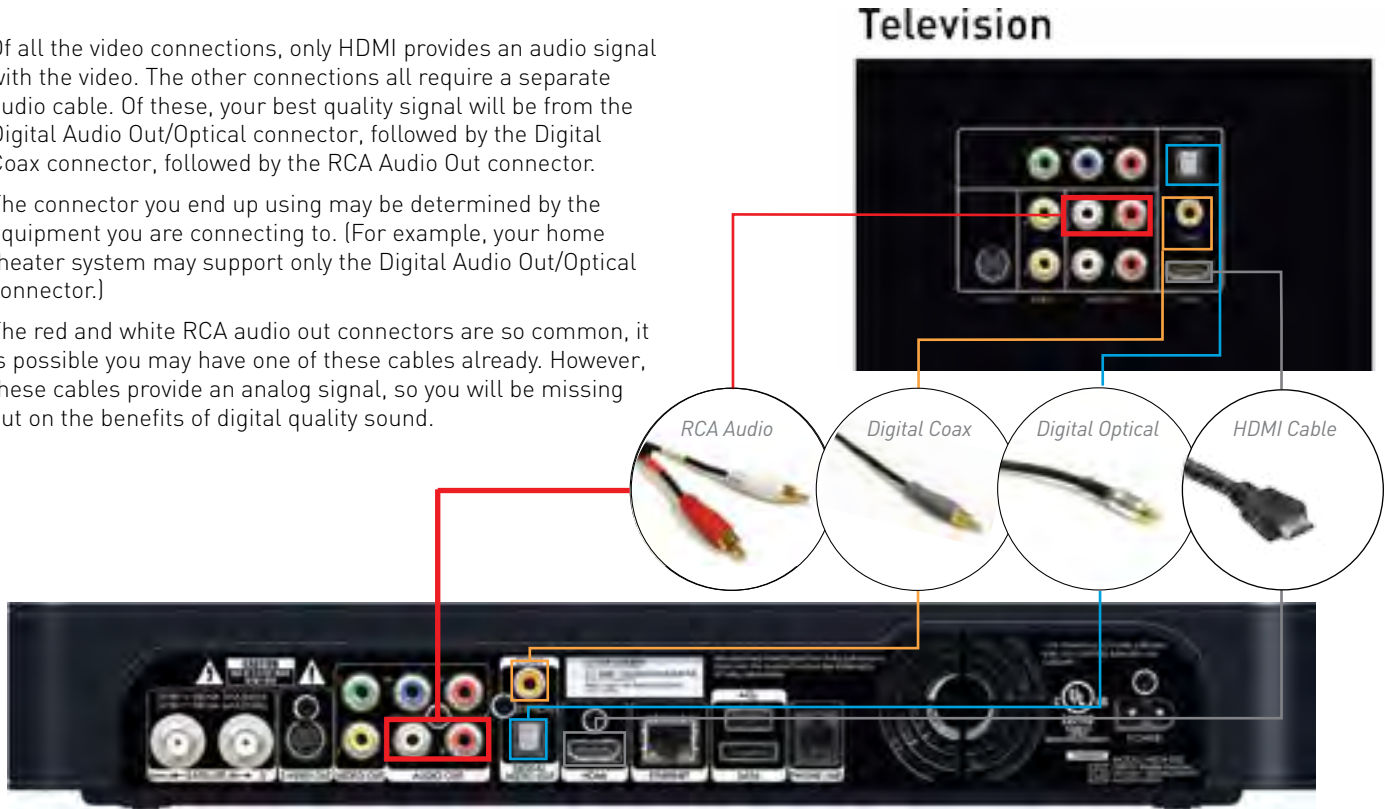 Television
Of all the video connections, only HDMI provides an audio signal
with the video. The other connections all require a separate
audio cable. Of these, your best quality signal will be from the
Digital Audio Out/Optical connector, followed by the Digital
Coax connector, followed by the RCA Audio Out connector.
The connector you end up using may be determined by the
equipment you are connecting to. (For example, your home
theater system may support only the Digital Audio Out/Optical
connector.)
The red and white RCA audio out connectors are so common, it
is possible you may have one of these cables already. However,
these cables provide an analog signal, so you will be missing
out on the benefits of digital quality sound.
RCA Audio
Digital Coax
Digital Optical
HDMI Cable
CAUTION
VIDEO OUT
AUDIO OUT
HDMI
ETHERNET
PHONE